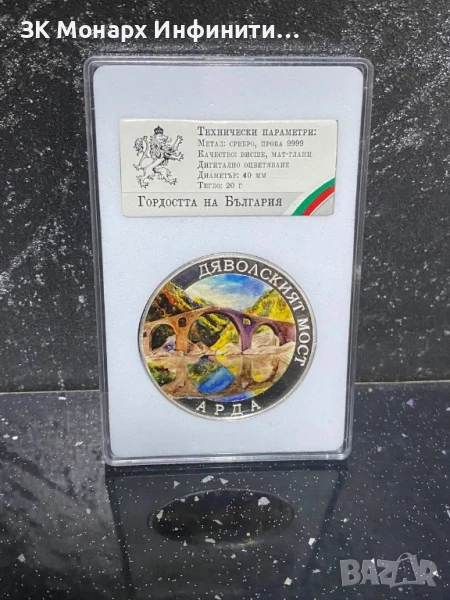 ЗК Монарх Инфинити...
Технически параметри:
Метал: сребро, проба 9999
Качество: висше, мат-гланц
Дигитално оцветяване
Диаметър: 40 мм
Тегло: 20 г
Гордостта на България
ДЯВОЛСКИЯТ МОСТ
АРДА
BAZAR